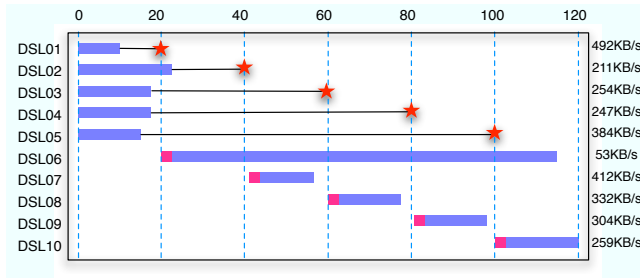 0 20 40 60 80 100 120
DSL01 492KB/s
DSL02 211KB/s
DSL03 254KB/s
DSL04 247KB/s
DSL05 384KB/s
DSL06 53KB/s
DSL07 412KB/s
DSL08 332KB/s
DSL09 304KB/s
DSL10 259KB/s